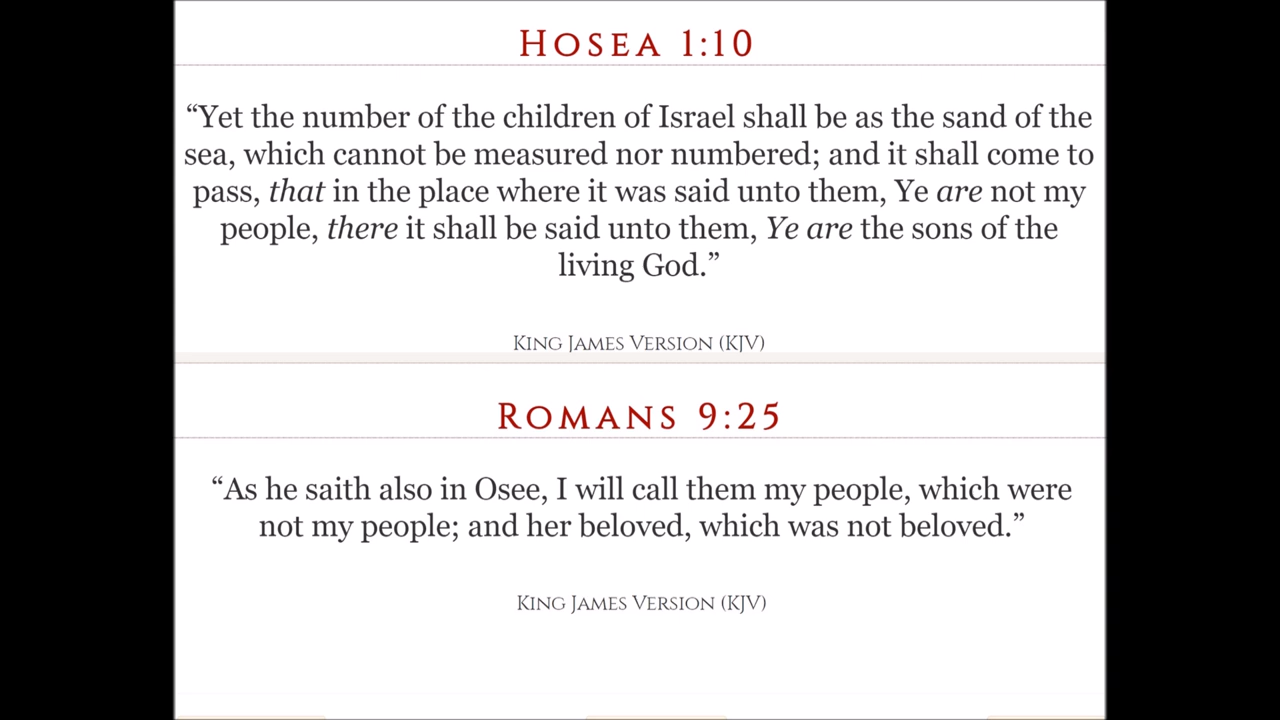 Hosea 1:10
“Yet the number of the children of Israel shall be as the sand of the
sea, which cannot be measured nor numbered; and it shall come to
pass, that in the place where it was said unto them, Ye are not my
people, there it shall be said unto them, Ye are the sons of the
living God.”
King James Version (KJV)
Romans 9:25
“As he saith also in Osee, I will call them my people, which were
not my people; and her beloved, which was not beloved.”
King James Version (KJV)